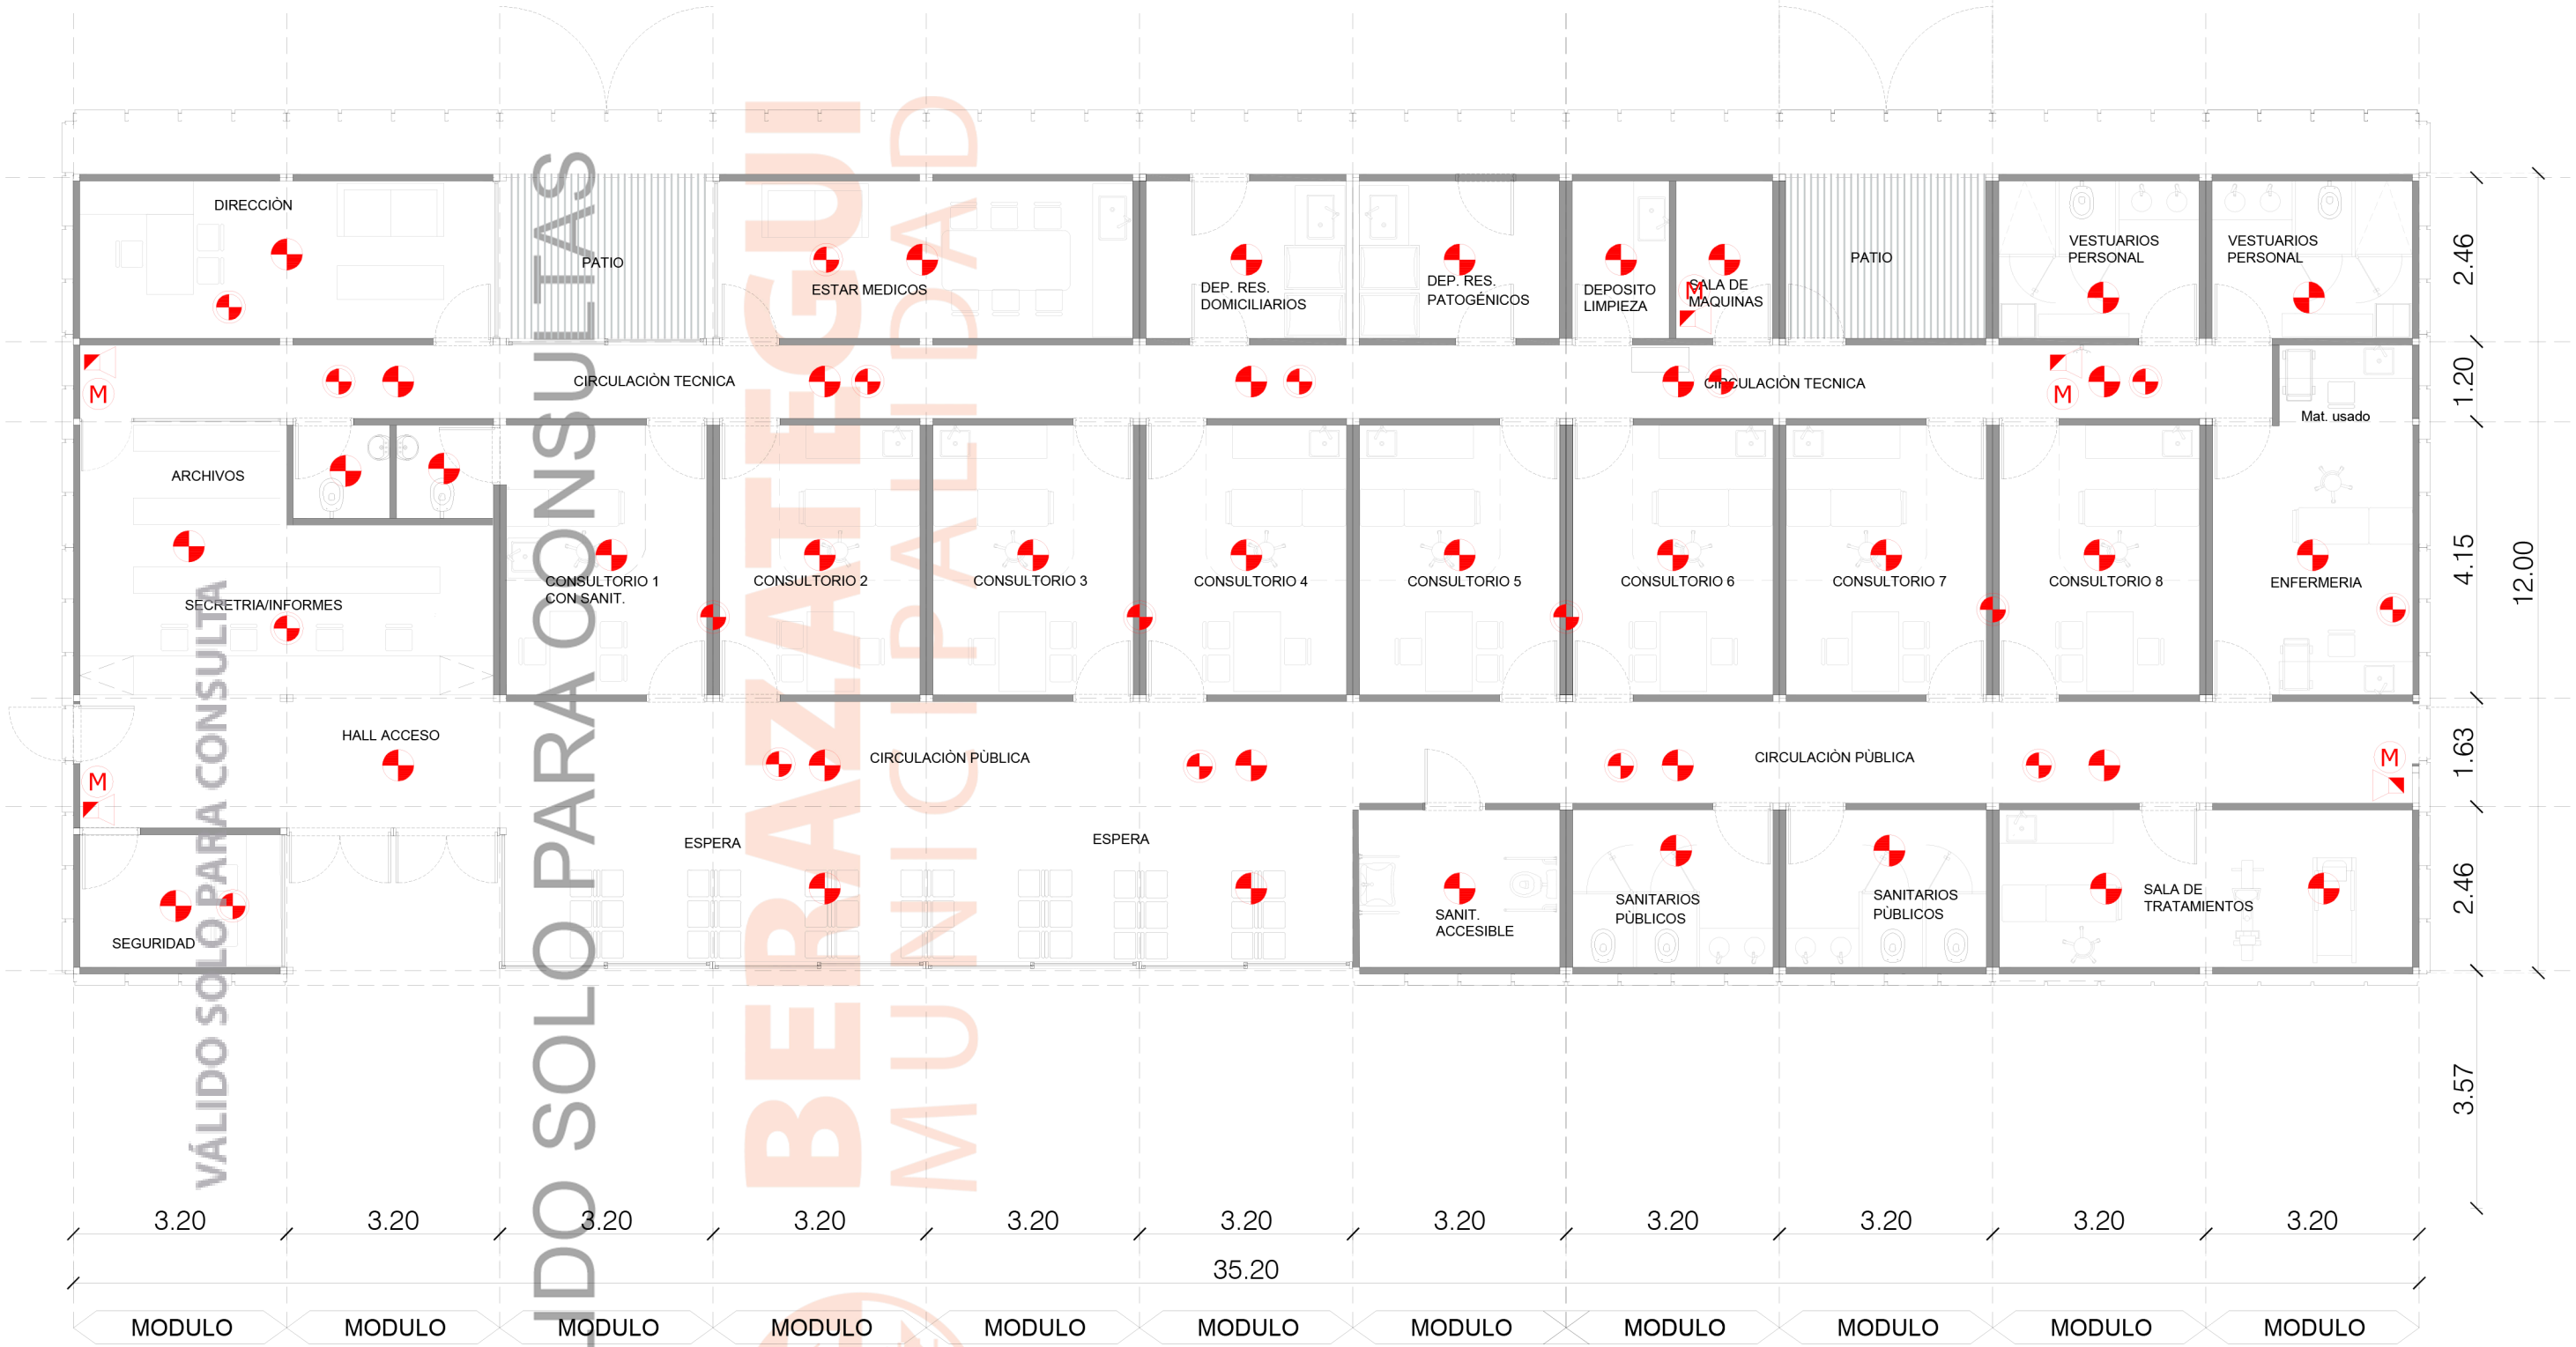 DIRECCIÒN
PATIO
ESTAR MEDICOS
DEP. RES.
DOMICILIARIOS
DEP. RES.
PATOGÉNICOS
DEPOSITO
LIMPIEZA
SALA DE
MAQUINAS
M
PATIO
VESTUARIOS
PERSONAL
VESTUARIOS
PERSONAL
2.46
M
CIRCULACIÒN TECNICA
CIRCULACIÒN TECNICA
M
1.20
Mat. usado
ARCHIVOS
SECRETRIA/INFORMES
CONSULTORIO 1
CON SANIT.
CONSULTORIO 2
CONSULTORIO 3
CONSULTORIO 4
CONSULTORIO 5
CONSULTORIO 6
CONSULTORIO 7
CONSULTORIO 8
ENFERMERIA
4.15
12.00
HALL ACCESO
M
CIRCULACIÒN PÙBLICA
CIRCULACIÒN PÙBLICA
M
1.63
SEGURIDAD
ESPERA
ESPERA
SANIT.
ACCESIBLE
SANITARIOS
PÙBLICOS
SANITARIOS
PÙBLICOS
SALA DE
TRATAMIENTOS
2.46
3.57
VÁLIDO SOLO PARA CONSULTA
LIDO SOLO PARA CONSULTAS
BERAZATEGUI
MUNICIPALIDAD
3.20 3.20 3.20 3.20 3.20 3.20 3.20 3.20 3.20 3.20 3.20
35.20
MODULO MODULO MODULO MODULO MODULO MODULO MODULO MODULO MODULO MODULO MODULO